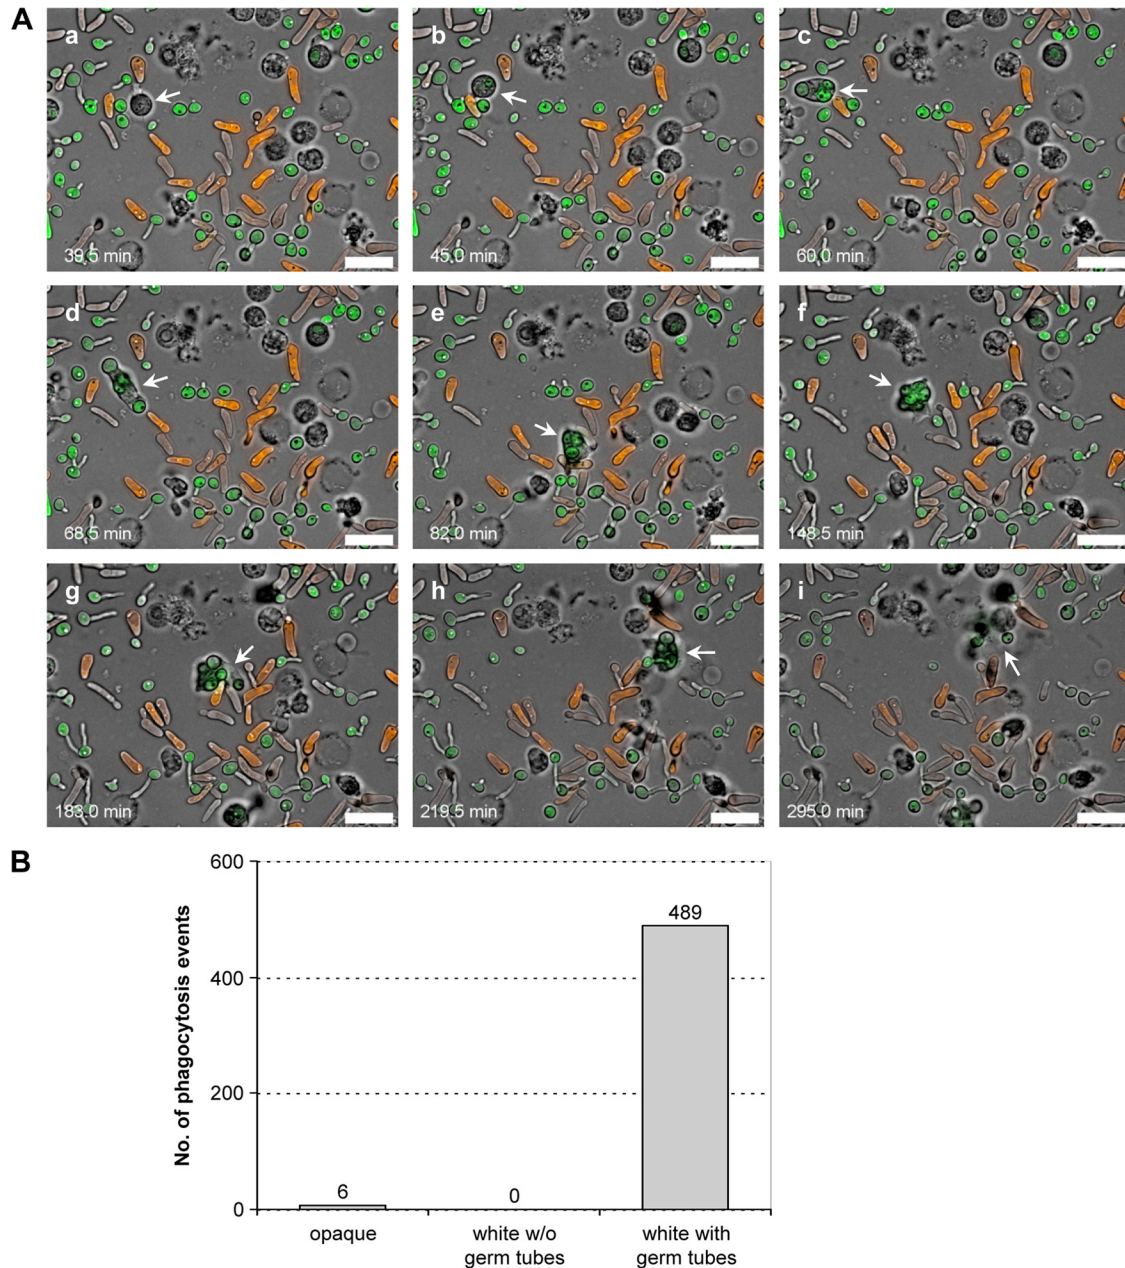 A
a
b
c
39.5 min
45.0 min
60.0 min
d
e
f
68.5 min
82.0 min
148.5 min
g
h
i
183.0 min
219.5 min
295.0 min
B
No. of phagocytosis events
600
400
200
0
6
0
489
opaque
white w/o
germ tubes
white with
germ tubes